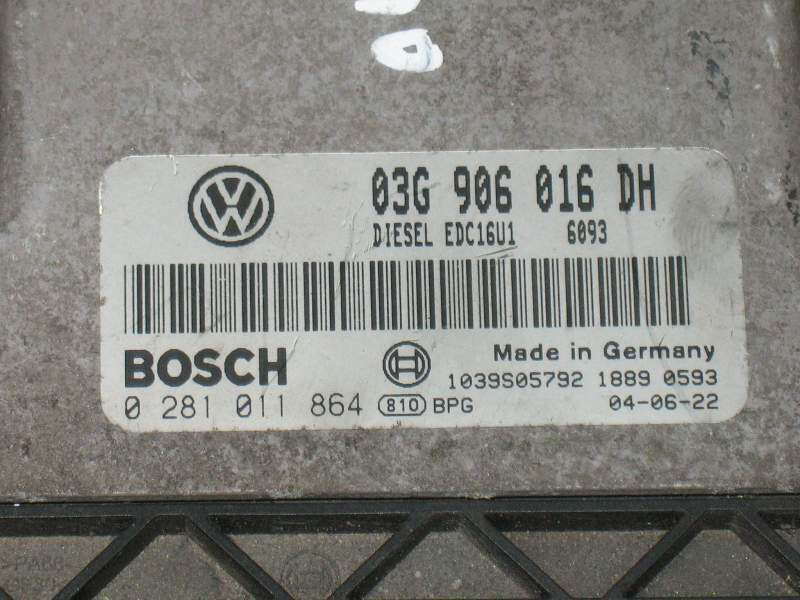 03G 906 016 DH
DIESEL EDC16U1 6093
BOSCH
Made in Germany
1039S05792 1889 0593
0 281 011 864 810 BPG 04-06-22
>PA66